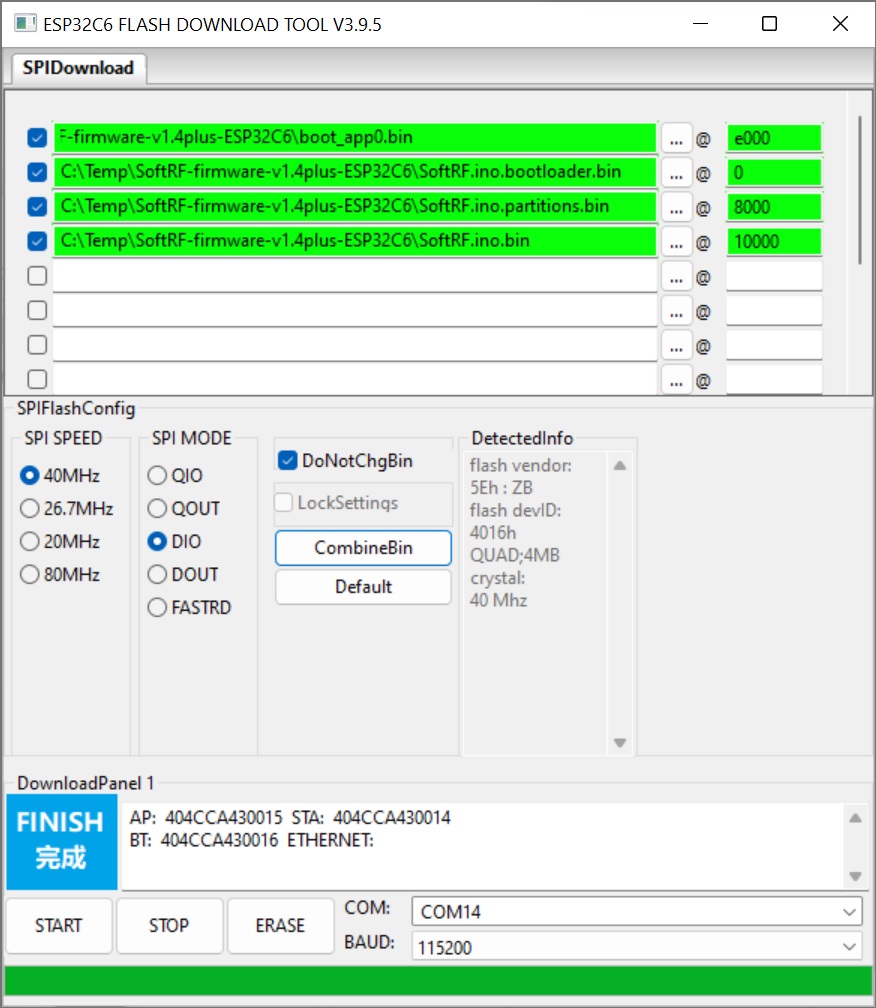 ESP32C6 FLASH DOWNLOAD TOOL V3.9.5
SPIDownload
F-firmware-v1.4plus-ESP32C6\boot_app0.bin ... @ e000
C:\Temp\SoftRF-firmware-v1.4plus-ESP32C6\SoftRF.ino.bootloader.bin ... @ 0
C:\Temp\SoftRF-firmware-v1.4plus-ESP32C6\SoftRF.ino.partitions.bin ... @ 8000
C:\Temp\SoftRF-firmware-v1.4plus-ESP32C6\SoftRF.ino.bin ... @ 10000
... @
... @
... @
... @
SPIFlashConfig
SPI SPEED
40MHz
26.7MHz
20MHz
80MHz
SPI MODE
QIO
QOUT
DIO
DOUT
FASTRD
DoNotChgBin
LockSettings
CombineBin
Default
DetectedInfo
flash vendor:
5Eh : ZB
flash devID:
4016h
QUAD;4MB
crystal:
40 Mhz
DownloadPanel 1
FINISH
完成
AP: 404CCA430015 STA: 404CCA430014
BT: 404CCA430016 ETHERNET:
START
STOP
ERASE
COM: COM14
BAUD: 115200